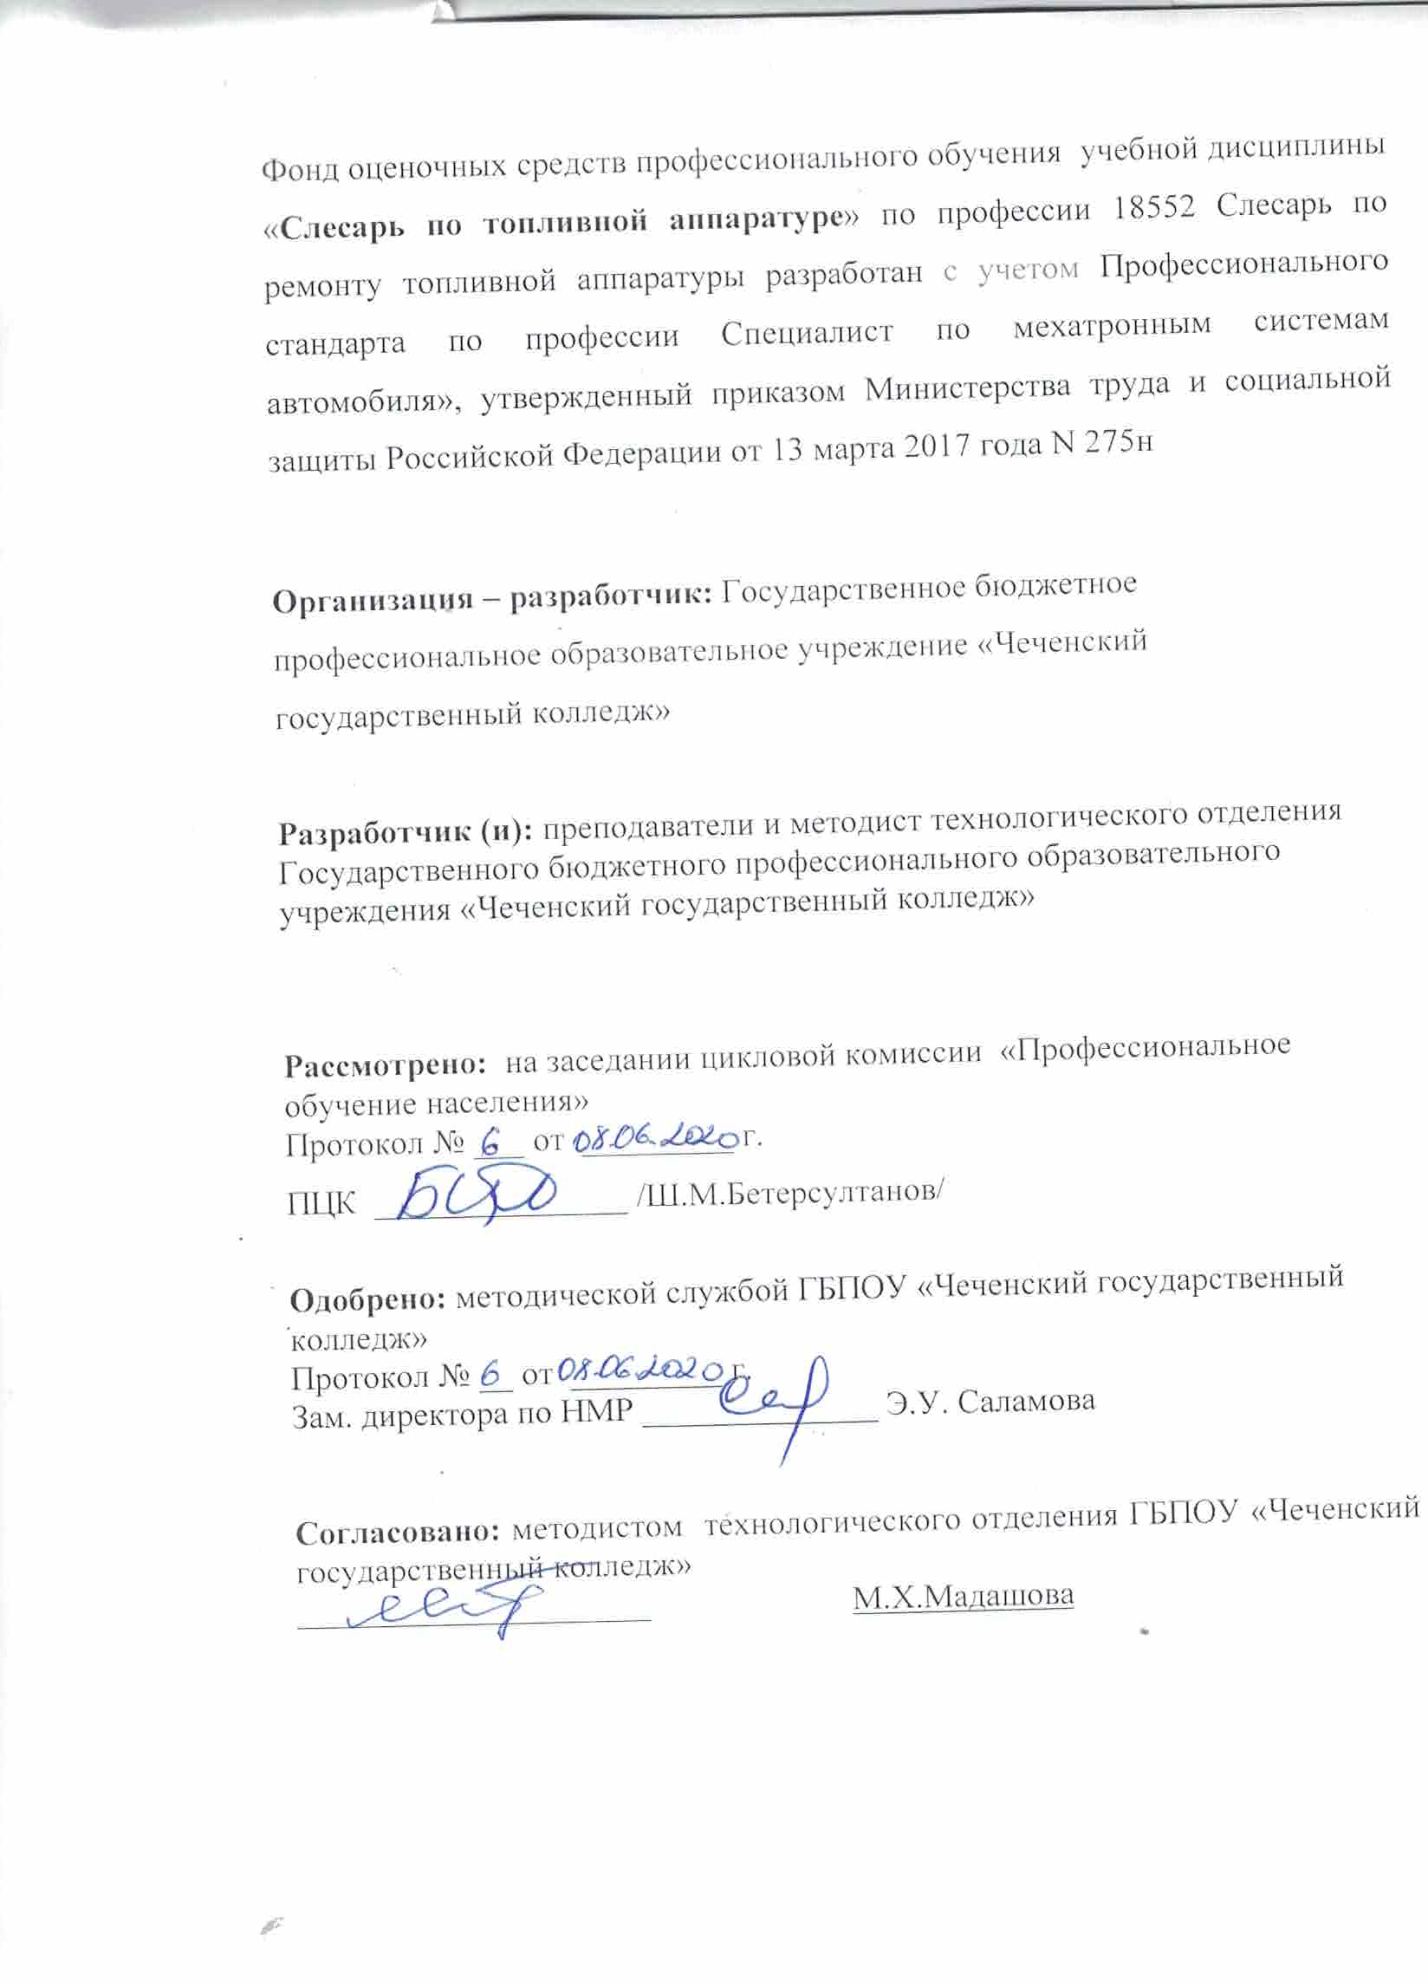 Фонд оценочных средств профессионального обучения учебной дисциплины
«Слесарь по топливной аппаратуре» по профессии 18552 Слесарь по
ремонту топливной аппаратуры разработан с учетом Профессионального
стандарта по профессии Специалист по мехатронным системам
автомобиля», утвержденный приказом Министерства труда и социальной
защиты Российской Федерации от 13 марта 2017 года N 275н
Организация – разработчик: Государственное бюджетное
профессиональное образовательное учреждение «Чеченский
государственный колледж»
Разработчик (и): преподаватели и методист технологического отделения
Государственного бюджетного профессионального образовательного
учреждения «Чеченский государственный колледж»
Рассмотрено: на заседании цикловой комиссии «Профессиональное
обучение населения»
Протокол № 6 от 08.06.2020 г.
ПЦК /Ш.М.Бетерсултанов/
Одобрено: методической службой ГБПОУ «Чеченский государственный
колледж»
Протокол № 6 от 08.06.2020 г.
Зам. директора по НМР Э.У. Саламова
Согласовано: методистом технологического отделения ГБПОУ «Чеченский
государственный колледж»
М.Х.Мадашова